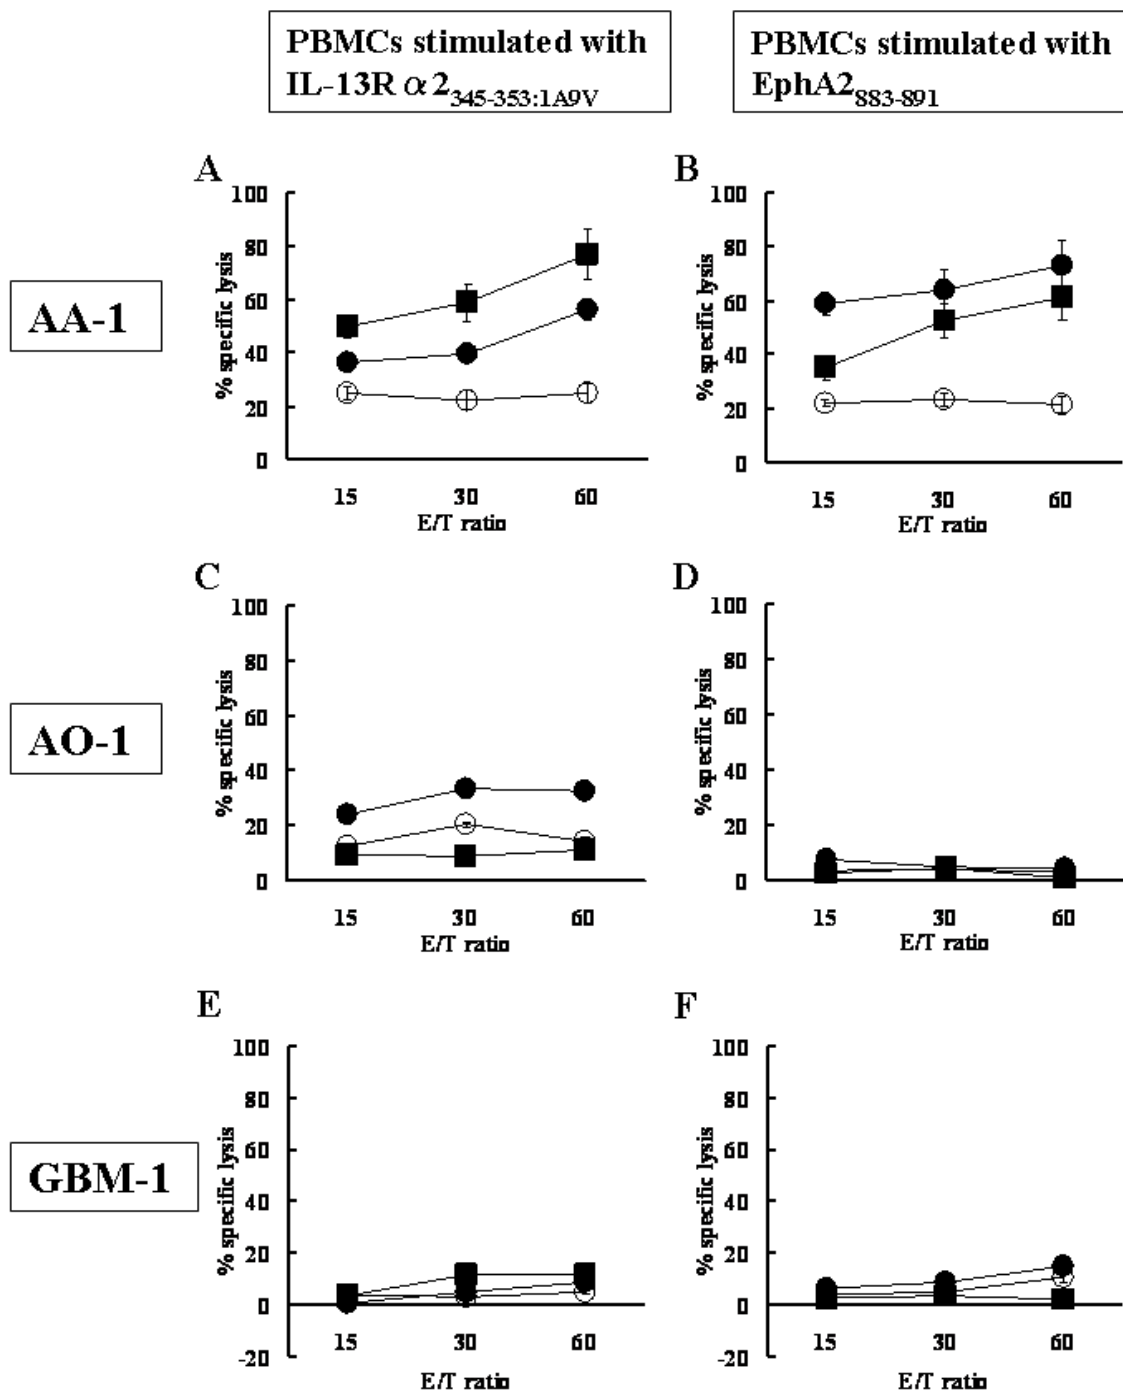 PBMCs stimulated with
IL-13R α2345-353:1A9V
PBMCs stimulated with
EphA2883-891
AA-1
A
% specific lysis
100
80
60
40
20
0
15 30 60
E/T ratio
B
% specific lysis
100
80
60
40
20
0
15 30 60
E/T ratio
AO-1
C
% specific lysis
100
80
60
40
20
0
15 30 60
E/T ratio
D
% specific lysis
100
80
60
40
20
0
15 30 60
E/T ratio
GBM-1
E
% specific lysis
100
80
60
40
20
0
-20
15 30 60
E/T ratio
F
% specific lysis
100
80
60
40
20
0
-20
15 30 60
E/T ratio